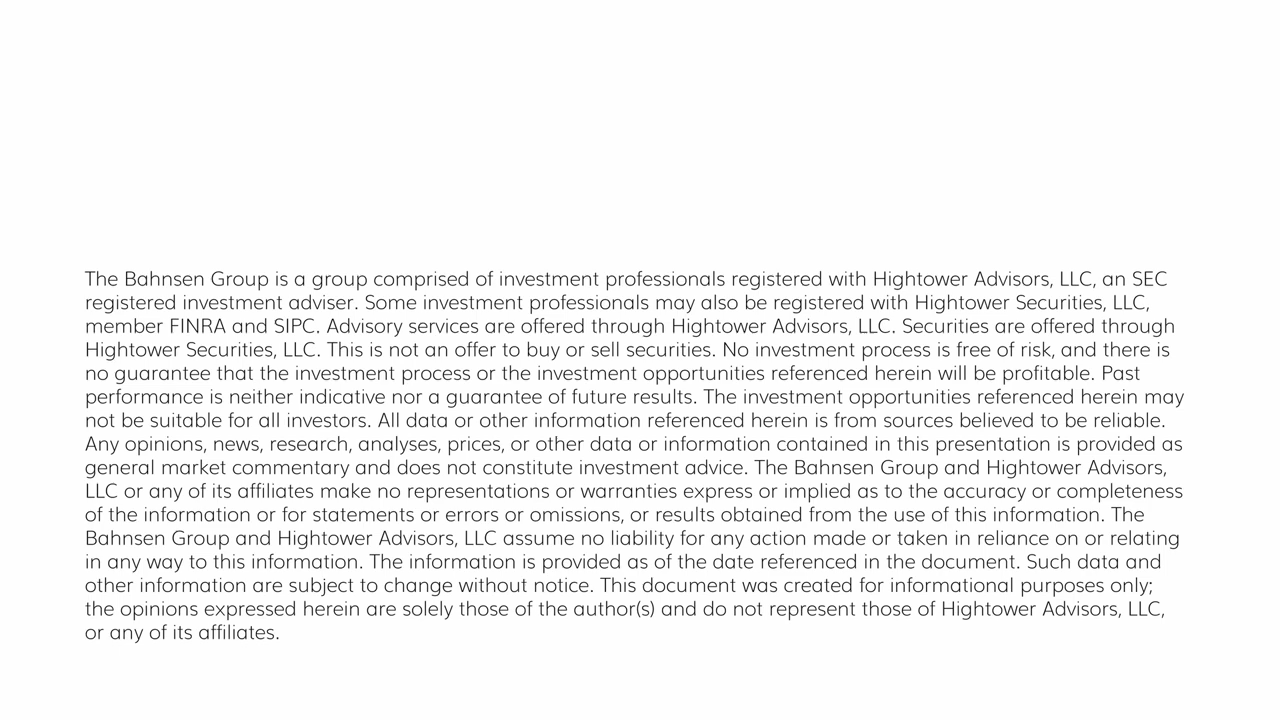 The Bahnsen Group is a group comprised of investment professionals registered with Hightower Advisors, LLC, an SEC
registered investment adviser. Some investment professionals may also be registered with Hightower Securities, LLC,
member FINRA and SIPC. Advisory services are offered through Hightower Advisors, LLC. Securities are offered through
Hightower Securities, LLC. This is not an offer to buy or sell securities. No investment process is free of risk, and there is
no guarantee that the investment process or the investment opportunities referenced herein will be profitable. Past
performance is neither indicative nor a guarantee of future results. The investment opportunities referenced herein may
not be suitable for all investors. All data or other information referenced herein is from sources believed to be reliable.
Any opinions, news, research, analyses, prices, or other data or information contained in this presentation is provided as
general market commentary and does not constitute investment advice. The Bahnsen Group and Hightower Advisors,
LLC or any of its affiliates make no representations or warranties express or implied as to the accuracy or completeness
of the information or for statements or errors or omissions, or results obtained from the use of this information. The
Bahnsen Group and Hightower Advisors, LLC assume no liability for any action made or taken in reliance on or relating
in any way to this information. The information is provided as of the date referenced in the document. Such data and
other information are subject to change without notice. This document was created for informational purposes only;
the opinions expressed herein are solely those of the author(s) and do not represent those of Hightower Advisors, LLC,
or any of its affiliates.